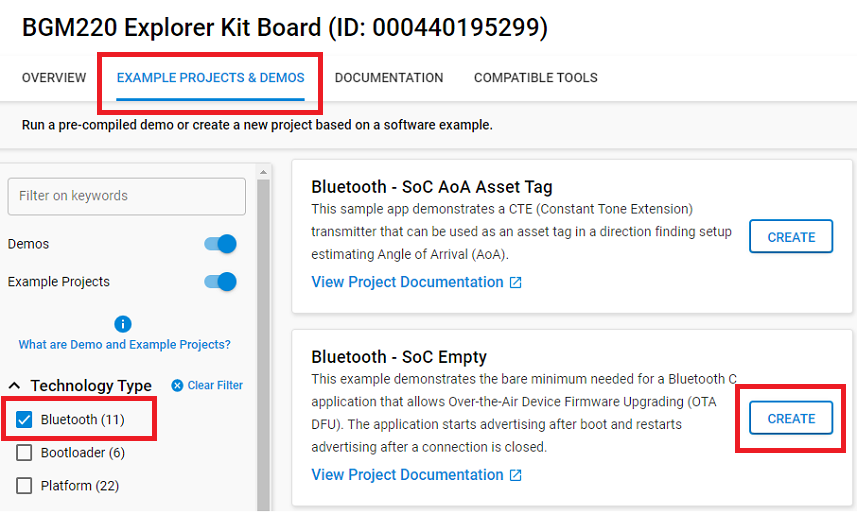 BGM220 Explorer Kit Board (ID: 000440195299)
OVERVIEW
EXAMPLE PROJECTS & DEMOS
DOCUMENTATION
COMPATIBLE TOOLS
Run a pre-compiled demo or create a new project based on a software example.
Filter on keywords
Demos
Example Projects
What are Demo and Example Projects?
Technology Type
Clear Filter
Bluetooth (11)
Bootloader (6)
Platform (22)
Bluetooth - SoC AoA Asset Tag
This sample app demonstrates a CTE (Constant Tone Extension)
transmitter that can be used as an asset tag in a direction finding setup
estimating Angle of Arrival (AoA).
View Project Documentation
CREATE
Bluetooth - SoC Empty
This example demonstrates the bare minimum needed for a Bluetooth C
application that allows Over-the-Air Device Firmware Upgrading (OTA
DFU). The application starts advertising after boot and restarts
advertising after a connection is closed.
View Project Documentation
CREATE